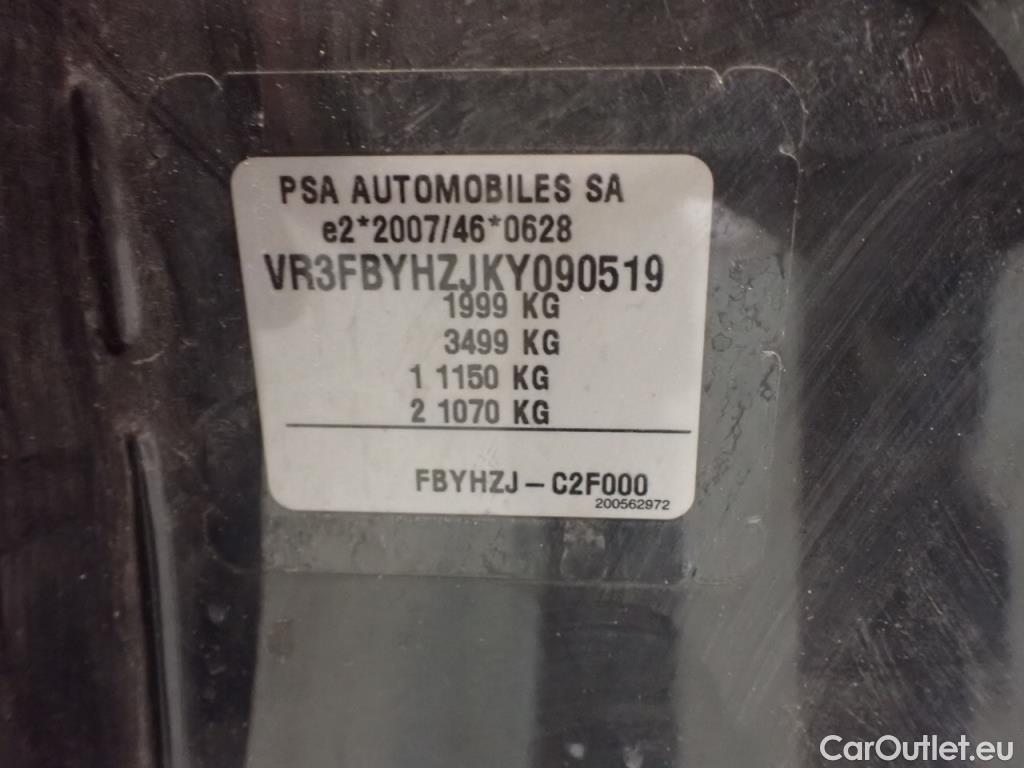 PSA AUTOMOBILES SA
e2*2007/46*0628
VR3FBYHZJKY090519
1999 KG
3499 KG
1 1150 KG
2 1070 KG
FBYHZJ – C2F000
200562972
CarOutlet.eu